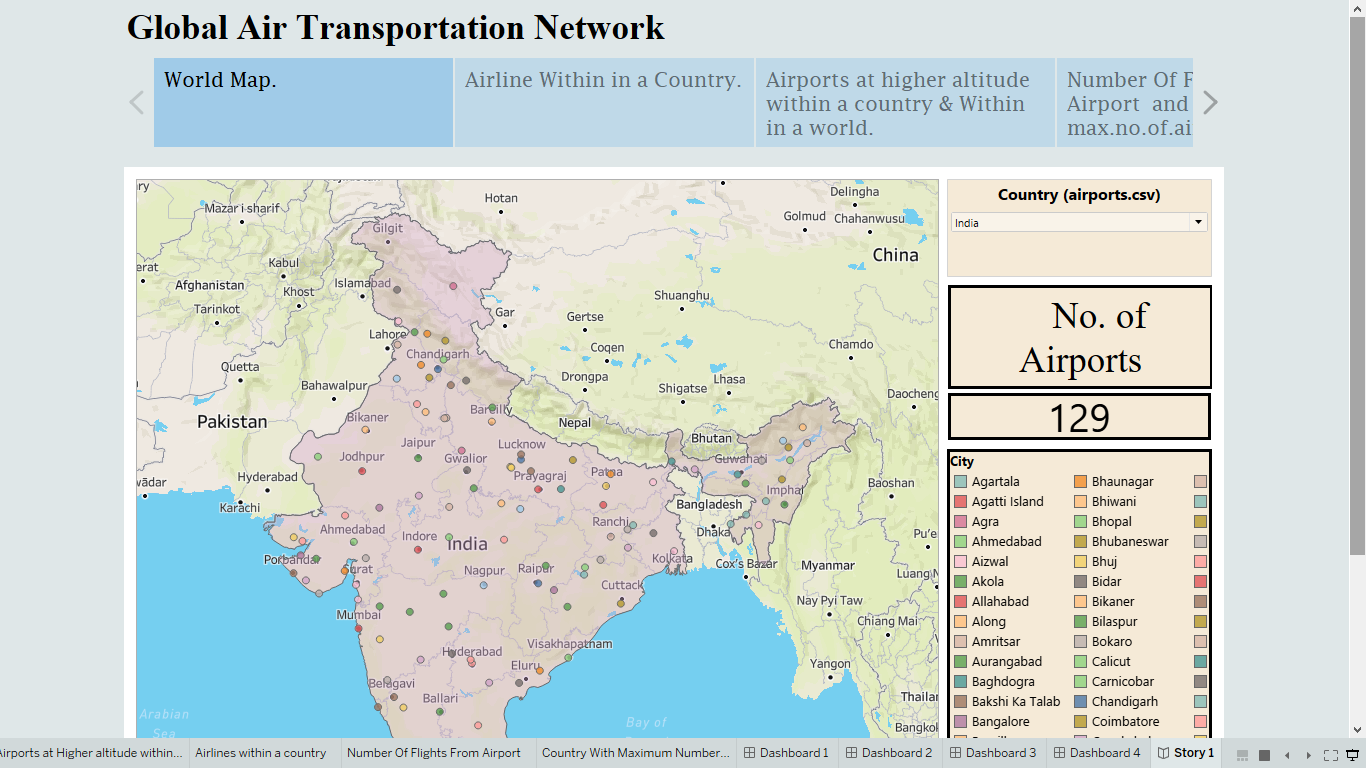 Global Air Transportation Network
World Map.
Airline Within in a Country.
Airports at higher altitude
within a country & Within
in a world.
Number Of F
Airport and
max.no.of.ai
Country (airports.csv)
India
No. of
Airports
129
City
Agartala
Bhaunagar
Agatti Island
Bhiwani
Agra
Bhopal
Ahmedabad
Bhubaneswar
Aizwal
Bhuj
Akola
Bidar
Allahabad
Bikaner
Along
Bilaspur
Amritsar
Bokaro
Aurangabad
Calicut
Baghdogra
Carnicobar
Bakshi Ka Talab
Chandigarh
Bangalore
Coimbatore
Hotan
Delingha
Mazar i sharif
Golmud
Chahanwusu
Gilgit
China
Kabul
Islamabad
Afghanistan
Khost
Shuanghu
Tarinkot
Gar
Gertse
Lahore
Coqen
Chamdo
Chandigarh
Quetta
Drongpa
Lhasa
Shigatse
Bahawalpur
Daocheng
Bareilly
Bikaner
Pakistan
Nepal
Bhutan
Jaipur
Lucknow
Jodhpur
Gwalior
Guwahati
Prayagraj
Patna
Hyderabad
Imphal
Baoshan
Karachi
Bangladesh
Ahmedabad
Ranchi
Dhaka
Indore
India
Kolkata
Porbandar
Surat
Nagpur
Raipur
Cox's Bazar
Myanmar
Cuttack
Mumbai
Nay Pyi Taw
Chiang Mai
Visakhapatnam
Hyderabad
Eluru
Yangon
Belagavi
Ballari
Arabian
Sea
Bay of
Airports at Higher altitude within...
Airlines within a country
Number Of Flights From Airport
Country With Maximum Number...
Dashboard 1
Dashboard 2
Dashboard 3
Dashboard 4
Story 1